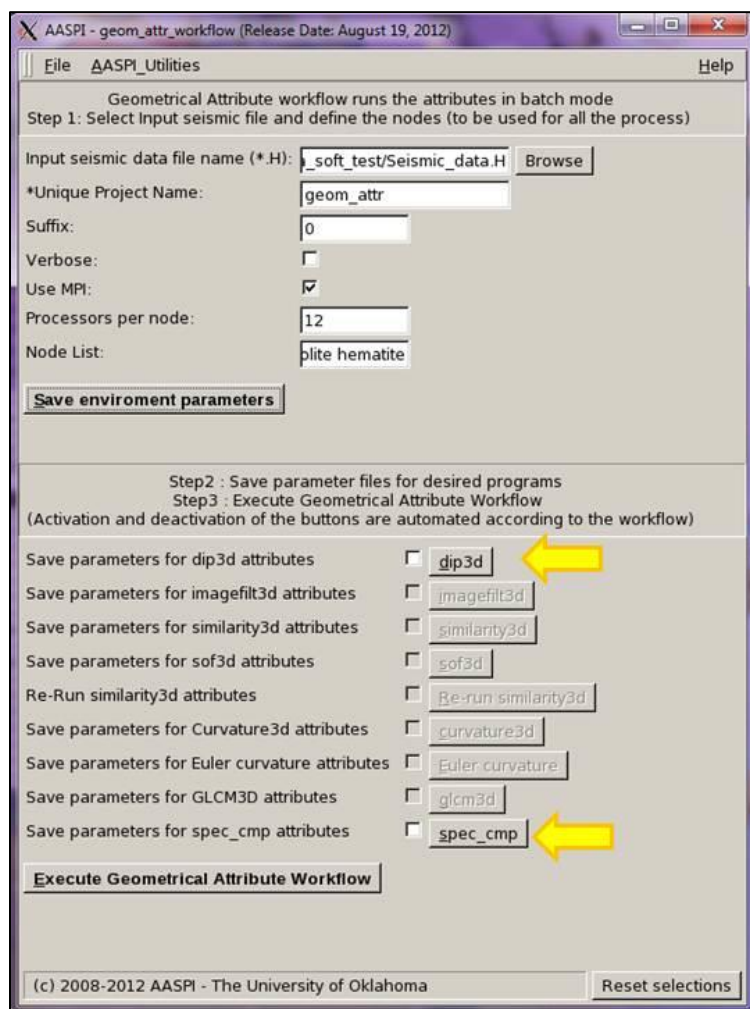 AASPI - geom_attr_workflow (Release Date: August 19, 2012)
File AASPI_Utilities Help
Geometrical Attribute workflow runs the attributes in batch mode
Step 1: Select Input seismic file and define the nodes (to be used for all the process)
Input seismic data file name (*.H): _soft_test/Seismic_data.H Browse
*Unique Project Name: geom_attr
Suffix: 0
Verbose:
Use MPI:
Processors per node: 12
Node List: olite hematite
Save enviroment parameters
Step2 : Save parameter files for desired programs
Step3 : Execute Geometrical Attribute Workflow
(Activation and deactivation of the buttons are automated according to the workflow)
Save parameters for dip3d attributes dip3d
Save parameters for imagefilt3d attributes imagefilt3d
Save parameters for similarity3d attributes similarity3d
Save parameters for sof3d attributes sof3d
Re-Run similarity3d attributes Re-run similarity3d
Save parameters for Curvature3d attributes curvature3d
Save parameters for Euler curvature attributes Euler curvature
Save parameters for GLCM3D attributes glcm3d
Save parameters for spec_cmp attributes spec_cmp
Execute Geometrical Attribute Workflow
(c) 2008-2012 AASPI - The University of Oklahoma Reset selections